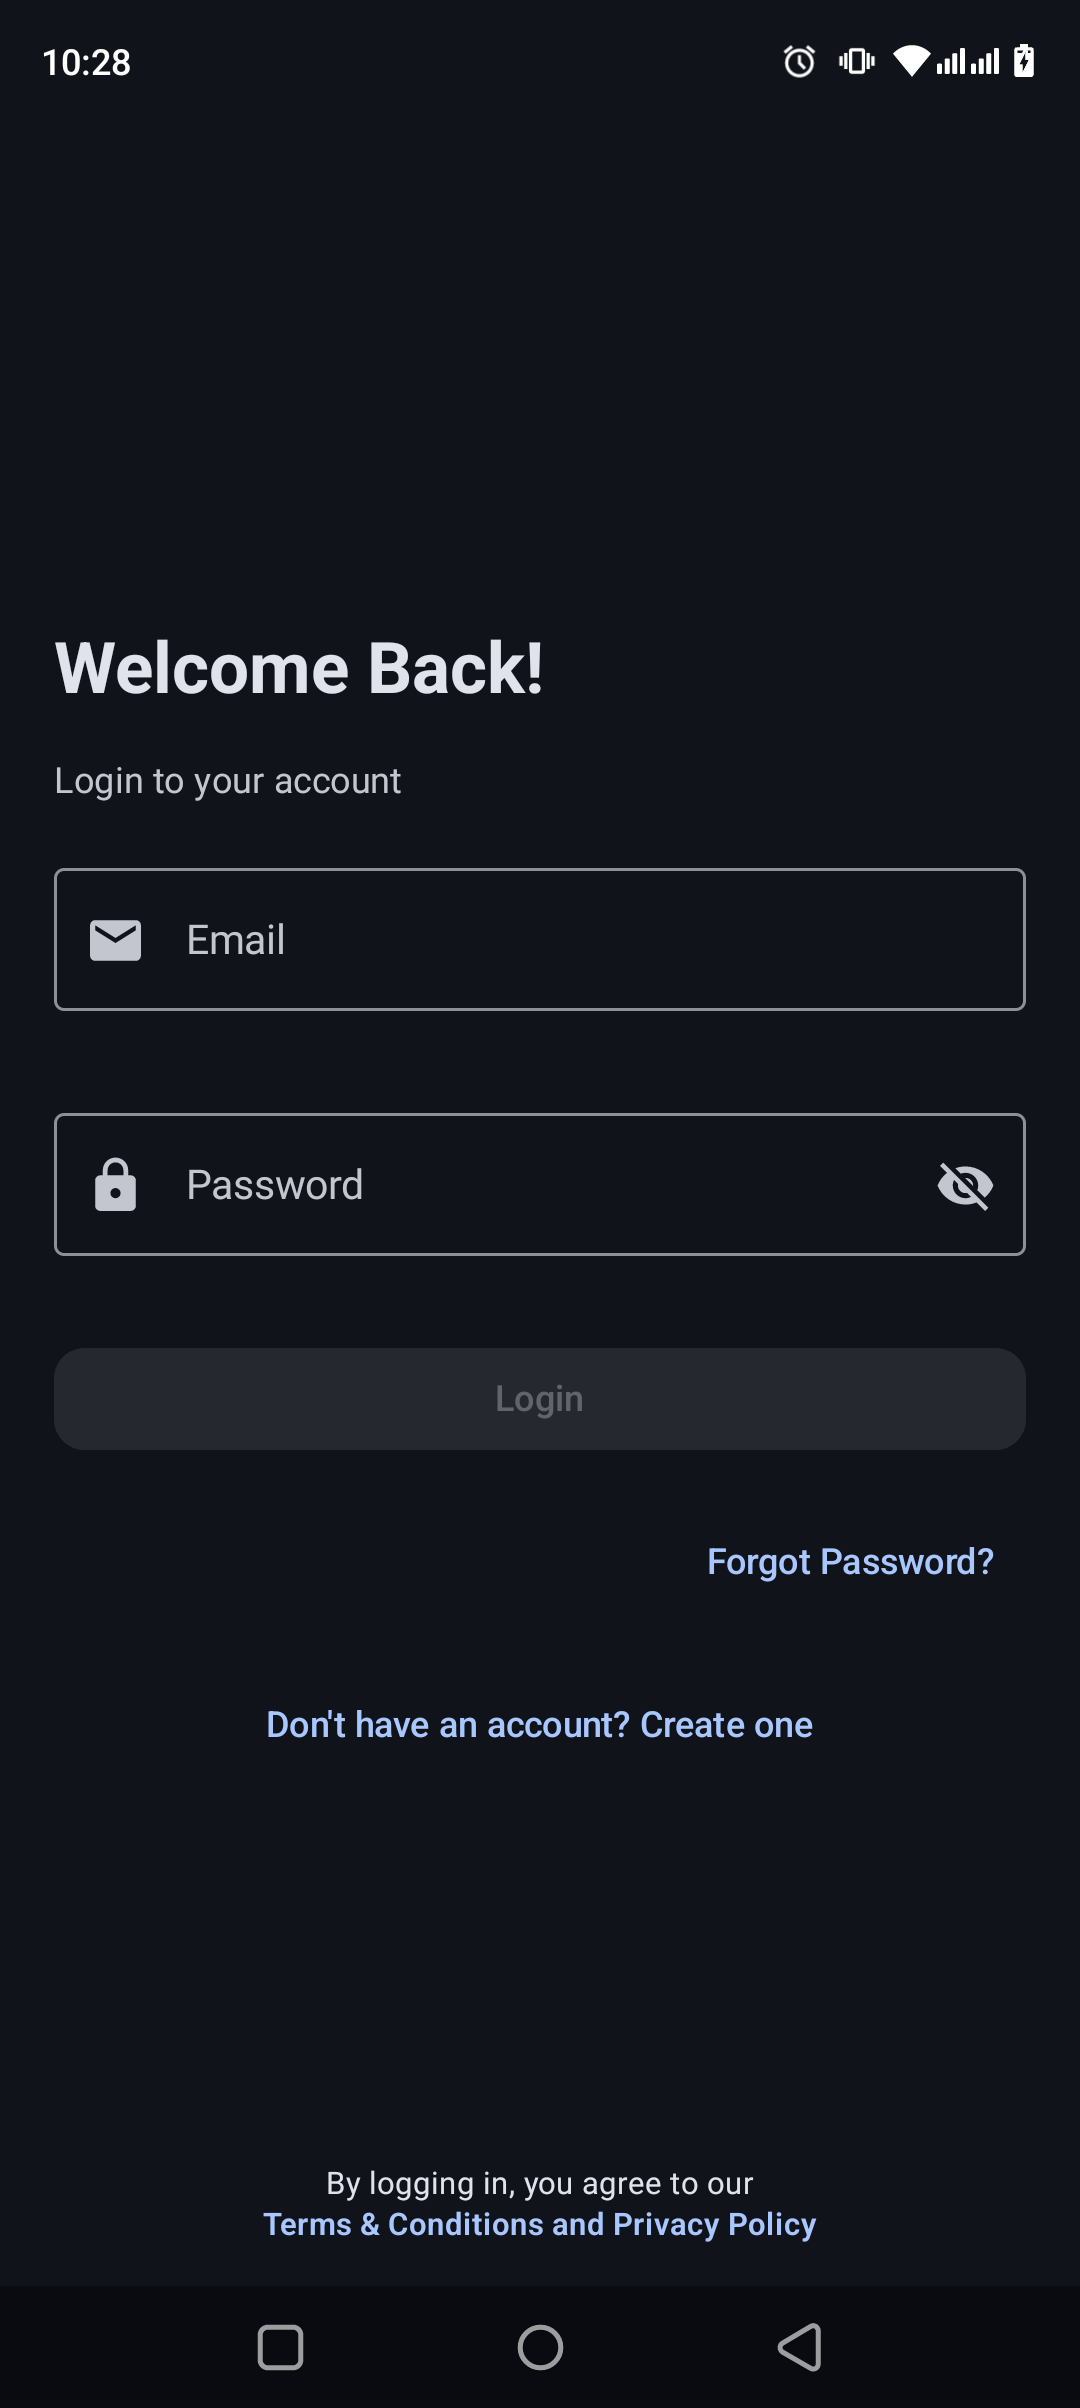 10:28
Welcome Back!
Login to your account
Email
Password
Login
Forgot Password?
Don't have an account? Create one
By logging in, you agree to our
Terms & Conditions and Privacy Policy